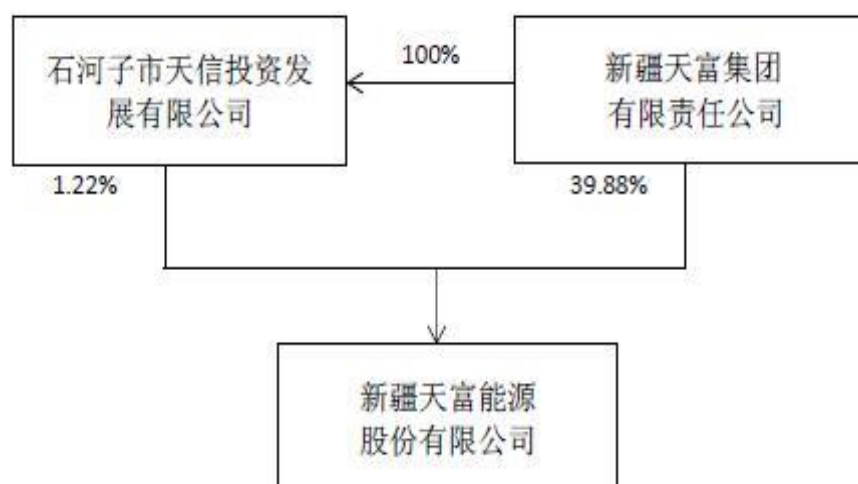 石河子市天信投资发
展有限公司
100%
新疆天富集团
有限责任公司
1.22%
39.88%
新疆天富能源
股份有限公司